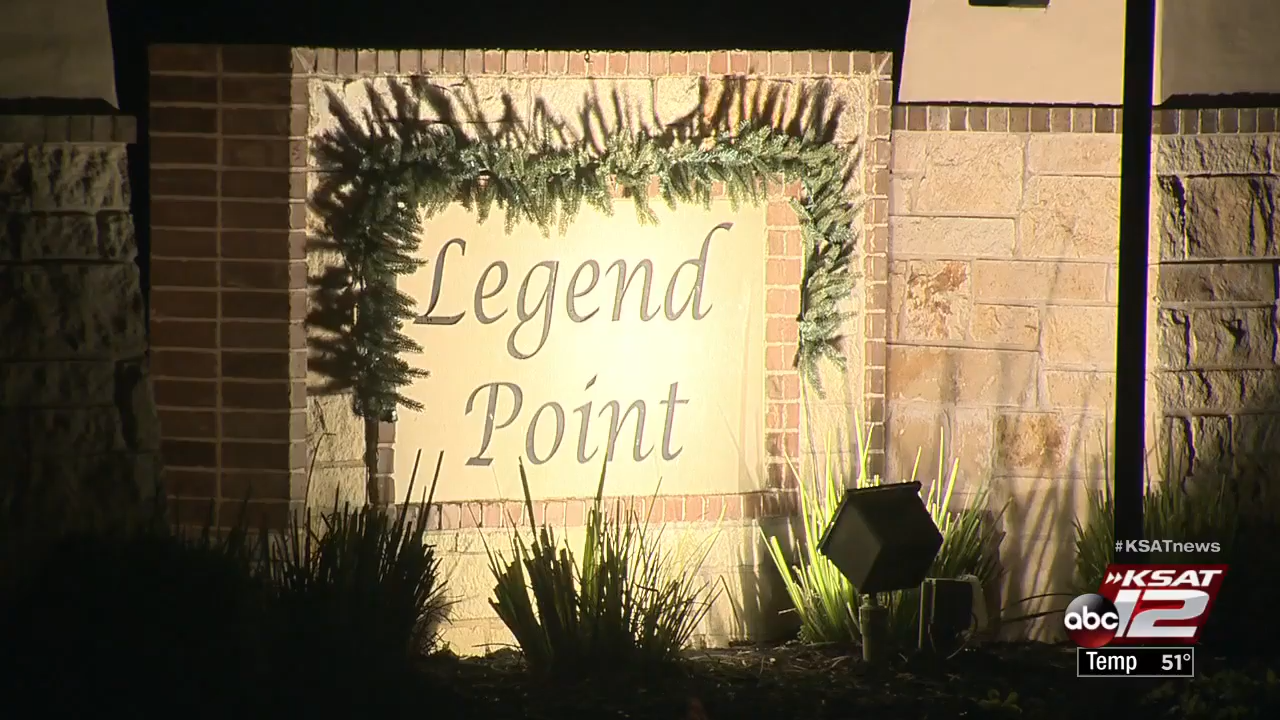 Legend
Point
#KSATnews
KSAT
abc 12
Temp 51°